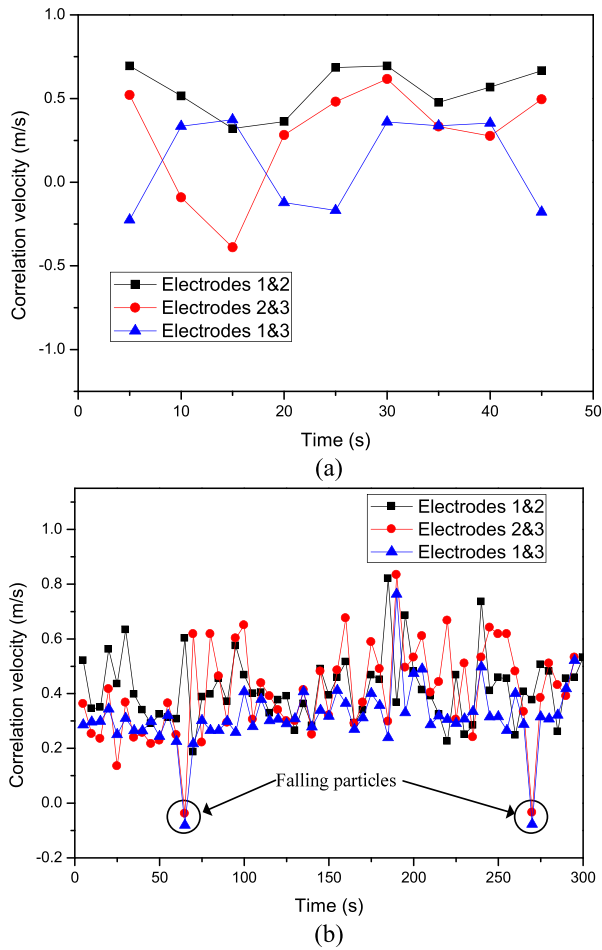 1.0
0.5
0.0
-0.5
-1.0
Correlation velocity (m/s)
Electrodes 1&2
Electrodes 2&3
Electrodes 1&3
0
10
20
30
40
50
Time (s)
(a)
1.0
0.8
0.6
0.4
0.2
0.0
-0.2
Correlation velocity (m/s)
Electrodes 1&2
Electrodes 2&3
Electrodes 1&3
Falling particles
0
50
100
150
200
250
300
Time (s)
(b)